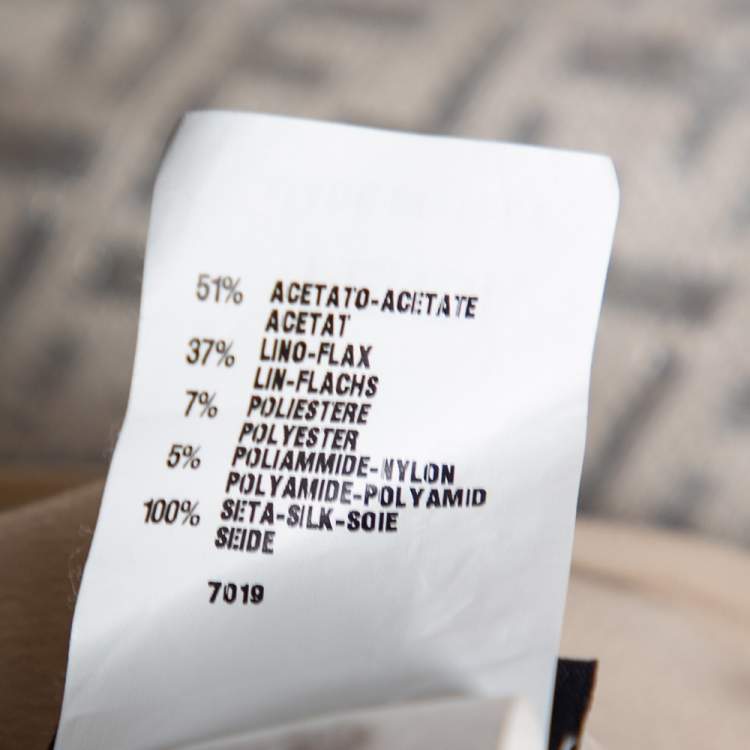 51% ACETATO-ACETATE
ACETAT
37% LINO-FLAX
LIN-FLACHS
7% POLIESTERE
POLYESTER
5% POLIAMMIDE-NYLON
POLYAMIDE-POLYAMID
100% SETA-SILK-SOIE
SEIDE
7019